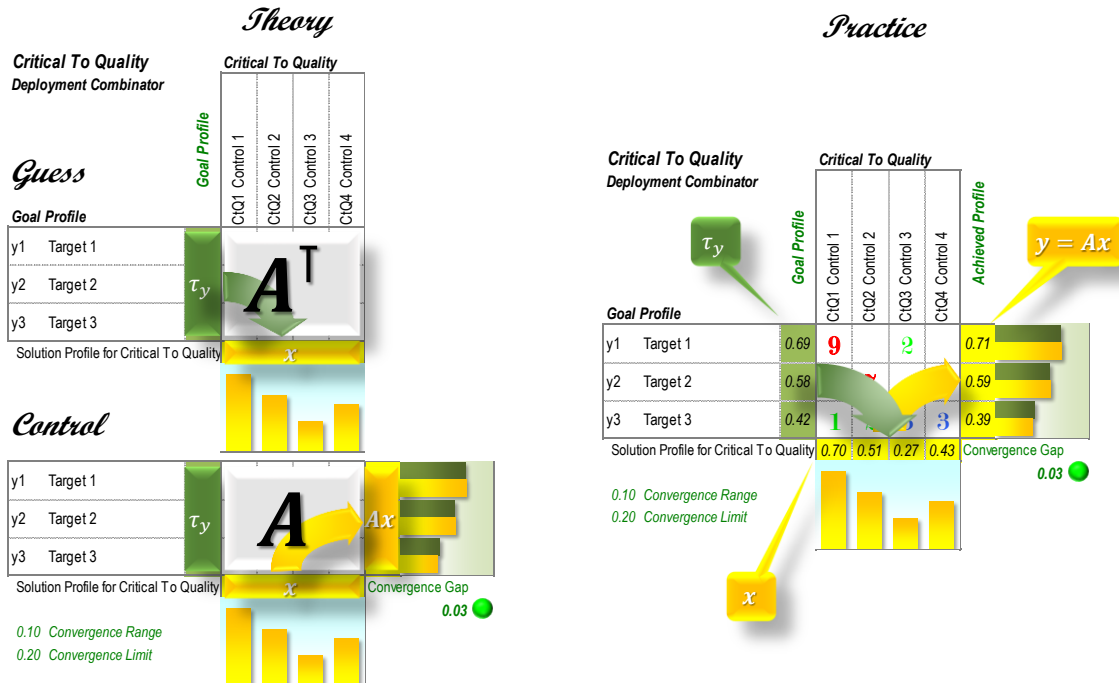 Theory
Critical To Quality
Deployment Combinator
Critical To Quality
Goal Profile
CtQ1 Control 1
CtQ2 Control 2
CtQ3 Control 3
CtQ4 Control 4
Guess
Goal Profile
y1 Target 1
y2 Target 2
y3 Target 3
τy
A⊤
Solution Profile for Critical To Quality
x
Control
y1 Target 1
y2 Target 2
y3 Target 3
τy
A
Ax
Solution Profile for Critical To Quality
x
Convergence Gap
0.03
0.10 Convergence Range
0.20 Convergence Limit
Practice
Critical To Quality
Deployment Combinator
Critical To Quality
τy
Goal Profile
CtQ1 Control 1
CtQ2 Control 2
CtQ3 Control 3
CtQ4 Control 4
Achieved Profile
y = Ax
Goal Profile
y1 Target 1 0.69 9 2 0.71
y2 Target 2 0.58 0.59
y3 Target 3 0.42 1 3 0.39
Solution Profile for Critical To Quality 0.70 0.51 0.27 0.43 Convergence Gap
0.03
0.10 Convergence Range
0.20 Convergence Limit
x